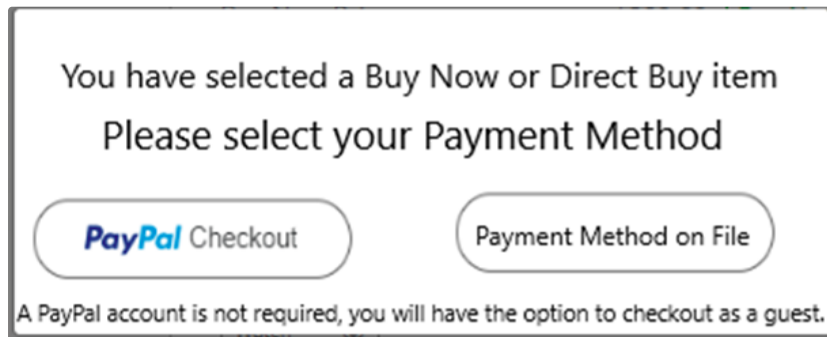 You have selected a Buy Now or Direct Buy item
Please select your Payment Method
PayPal Checkout
Payment Method on File
A PayPal account is not required, you will have the option to checkout as a guest.